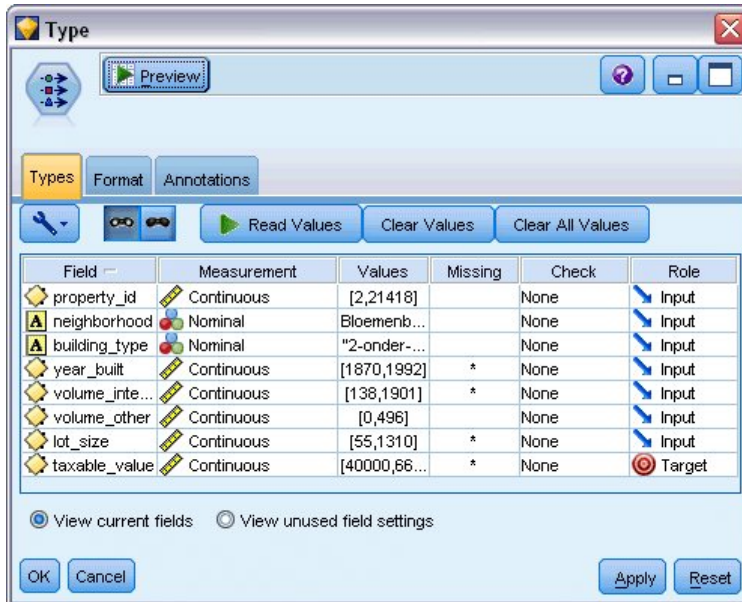 Type
Preview
Types Format Annotations
Read Values Clear Values Clear All Values
Field Measurement Values Missing Check Role
property_id Continuous [2,21418] None Input
A neighborhood Nominal Bloemenb... None Input
A building_type Nominal "2-onder-... None Input
year_built Continuous [1870,1992] * None Input
volume_inte... Continuous [138,1901] * None Input
volume_other Continuous [0,496] None Input
lot_size Continuous [55,1310] * None Input
taxable_value Continuous [40000,66... * None Target
View current fields View unused field settings
OK Cancel Apply Reset